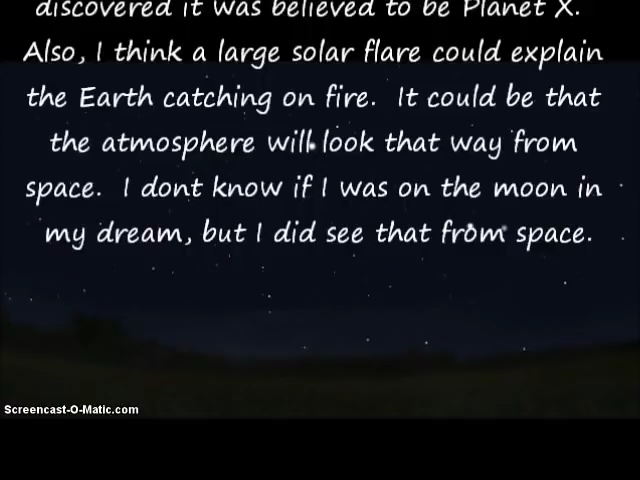 discovered it was believed to be Planet X.
Also, I think a large solar flare could explain
the Earth catching on fire.  It could be that
the atmosphere will look that way from
space.  I dont know if I was on the moon in
my dream, but I did see that from space.
Screencast-O-Matic.com